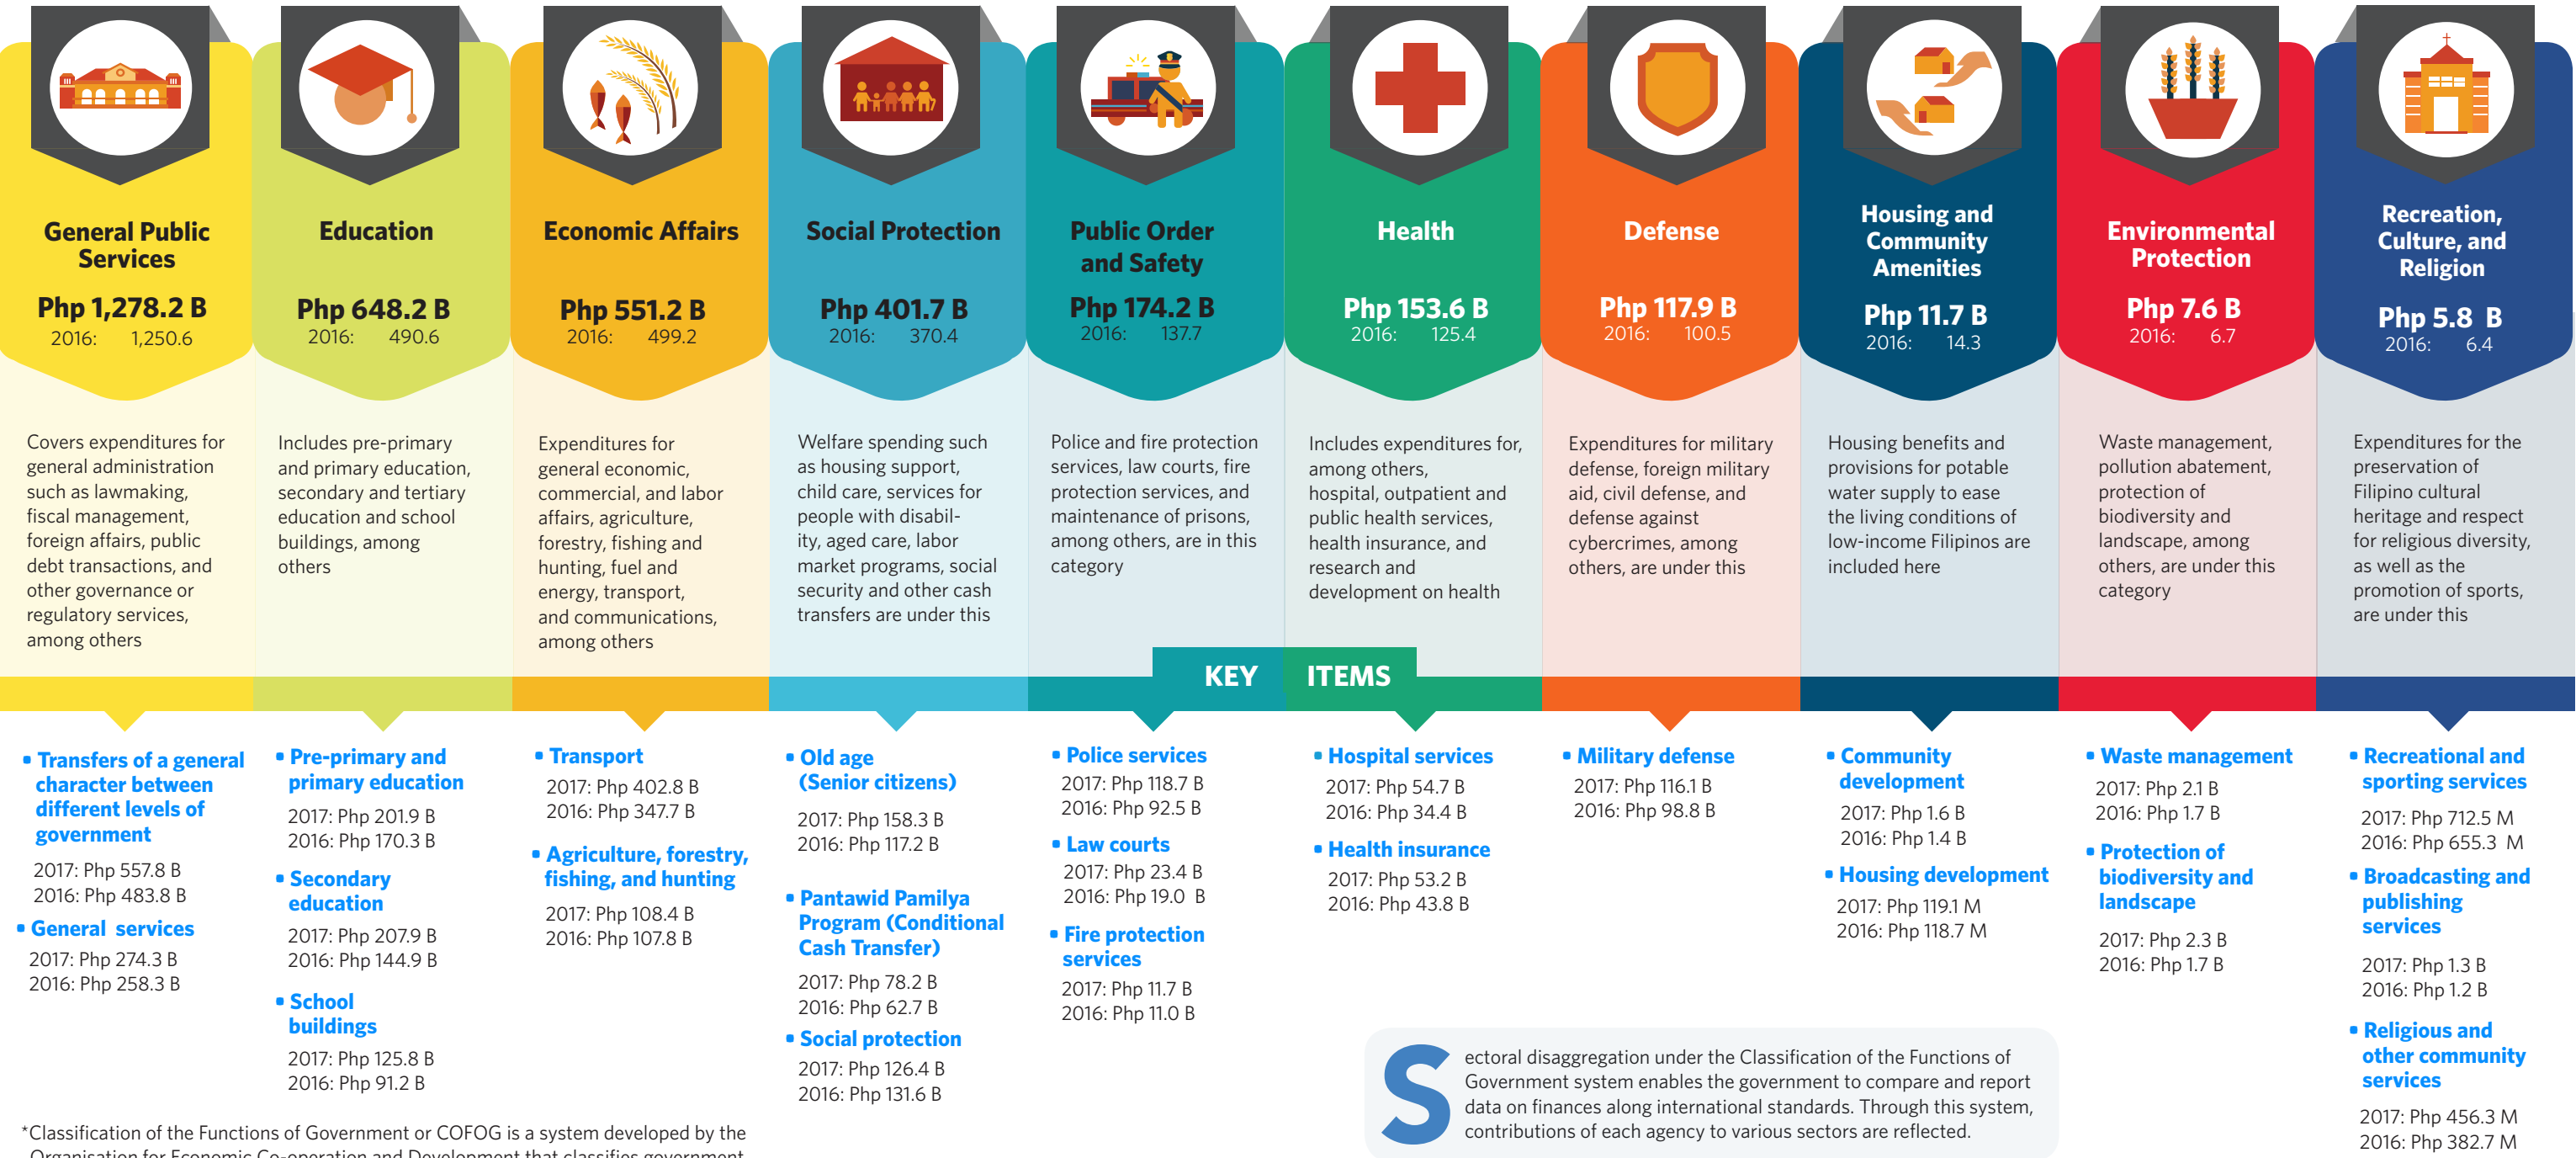 General Public
Services
Php 1,278.2 B
2016: 1,250.6
Covers expenditures for
general administration
such as lawmaking,
fiscal management,
foreign affairs, public
debt transactions, and
other governance or
regulatory services,
among others
Education
Php 648.2 B
2016: 490.6
Includes pre-primary
and primary education,
secondary and tertiary
education and school
buildings, among
others
Economic Affairs
Php 551.2 B
2016: 499.2
Expenditures for
general economic,
commercial, and labor
affairs, agriculture,
forestry, fishing and
hunting, fuel and
energy, transport,
and communications,
among others
Social Protection
Php 401.7 B
2016: 370.4
Welfare spending such
as housing support,
child care, services for
people with disabil-
ity, aged care, labor
market programs, social
security and other cash
transfers are under this
Public Order
and Safety
Php 174.2 B
2016: 137.7
Police and fire protection
services, law courts, fire
protection services, and
maintenance of prisons,
among others, are in this
category
Health
Php 153.6 B
2016: 125.4
Includes expenditures for,
among others,
hospital, outpatient and
public health services,
health insurance, and
research and
development on health
Defense
Php 117.9 B
2016: 100.5
Expenditures for military
defense, foreign military
aid, civil defense, and
defense against
cybercrimes, among
others, are under this
Housing and
Community
Amenities
Php 11.7 B
2016: 14.3
Housing benefits and
provisions for potable
water supply to ease
the living conditions of
low-income Filipinos are
included here
Environmental
Protection
Php 7.6 B
2016: 6.7
Waste management,
pollution abatement,
protection of
biodiversity and
landscape, among
others, are under this
category
Recreation,
Culture, and
Religion
Php 5.8 B
2016: 6.4
Expenditures for the
preservation of
Filipino cultural
heritage and respect
for religious diversity,
as well as the
promotion of sports,
are under this
KEY ITEMS
▪ Transfers of a general
character between
different levels of
government
2017: Php 557.8 B
2016: Php 483.8 B
▪ General services
2017: Php 274.3 B
2016: Php 258.3 B
▪ Pre-primary and
primary education
2017: Php 201.9 B
2016: Php 170.3 B
▪ Secondary
education
2017: Php 207.9 B
2016: Php 144.9 B
▪ School
buildings
2017: Php 125.8 B
2016: Php 91.2 B
▪ Transport
2017: Php 402.8 B
2016: Php 347.7 B
▪ Agriculture, forestry,
fishing, and hunting
2017: Php 108.4 B
2016: Php 107.8 B
▪ Old age
(Senior citizens)
2017: Php 158.3 B
2016: Php 117.2 B
▪ Pantawid Pamilya
Program (Conditional
Cash Transfer)
2017: Php 78.2 B
2016: Php 62.7 B
▪ Social protection
2017: Php 126.4 B
2016: Php 131.6 B
▪ Police services
2017: Php 118.7 B
2016: Php 92.5 B
▪ Law courts
2017: Php 23.4 B
2016: Php 19.0 B
▪ Fire protection
services
2017: Php 11.7 B
2016: Php 11.0 B
▪ Hospital services
2017: Php 54.7 B
2016: Php 34.4 B
▪ Health insurance
2017: Php 53.2 B
2016: Php 43.8 B
▪ Military defense
2017: Php 116.1 B
2016: Php 98.8 B
▪ Community
development
2017: Php 1.6 B
2016: Php 1.4 B
▪ Housing development
2017: Php 119.1 M
2016: Php 118.7 M
▪ Waste management
2017: Php 2.1 B
2016: Php 1.7 B
▪ Protection of
biodiversity and
landscape
2017: Php 2.3 B
2016: Php 1.7 B
▪ Recreational and
sporting services
2017: Php 712.5 M
2016: Php 655.3 M
▪ Broadcasting and
publishing
services
2017: Php 1.3 B
2016: Php 1.2 B
▪ Religious and
other community
services
2017: Php 456.3 M
2016: Php 382.7 M
Sectoral disaggregation under the Classification of the Functions of
Government system enables the government to compare and report
data on finances along international standards. Through this system,
contributions of each agency to various sectors are reflected.
*Classification of the Functions of Government or COFOG is a system developed by the
Organisation for Economic Co-operation and Development that classifies government